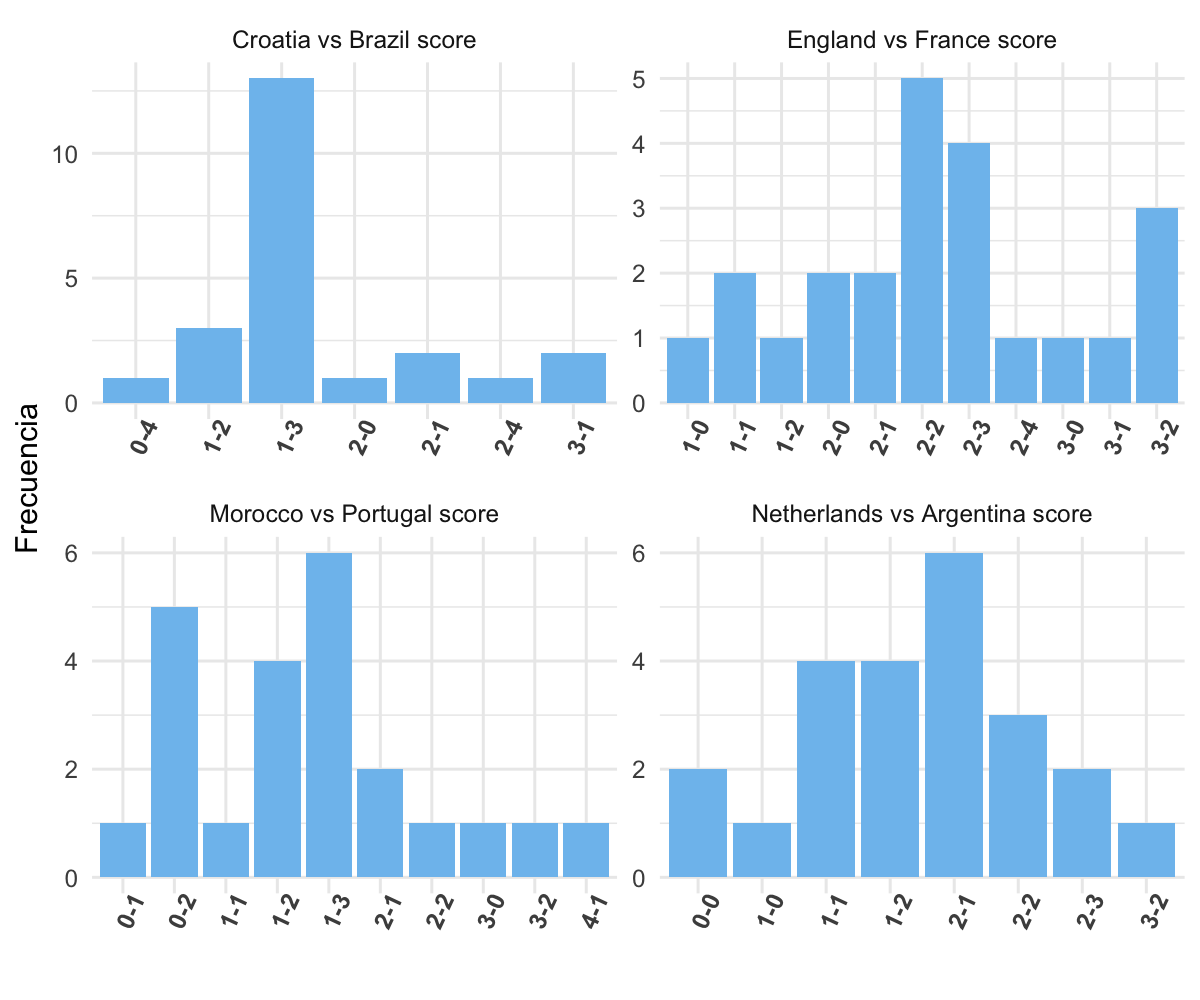 Croatia vs Brazil score
10
5
0
0-4 1-2 1-3 2-0 2-1 2-4 3-1
England vs France score
5
4
3
2
1
0
1-0 1-1 1-2 2-0 2-1 2-2 2-3 2-4 3-0 3-1 3-2
Frecuencia
Morocco vs Portugal score
6
4
2
0
0-1 0-2 1-1 1-2 1-3 2-1 2-2 3-0 3-2 4-1
Netherlands vs Argentina score
6
4
2
0
0-0 1-0 1-1 1-2 2-1 2-2 2-3 3-2